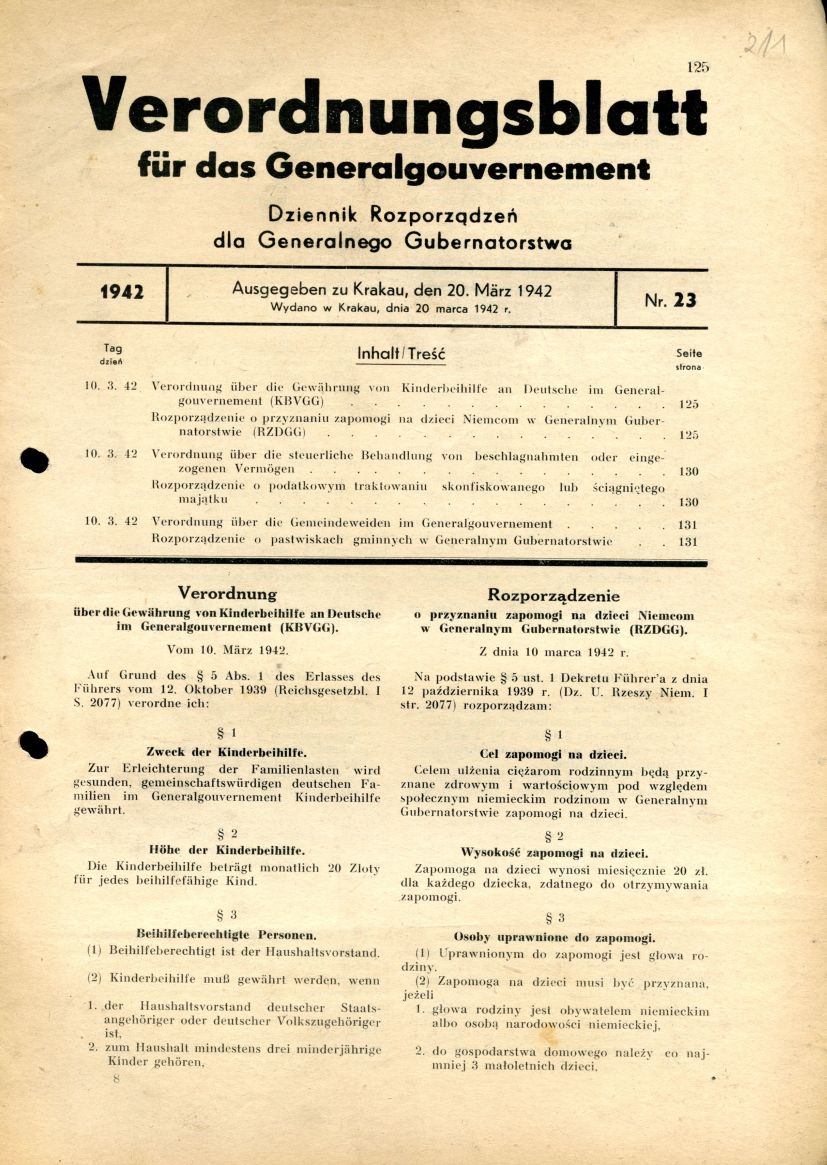 211
125
Verordnungsblatt
für das Generalgouvernement
Dziennik Rozporządzeń
dla Generalnego Gubernatorstwa
1942
Ausgegeben zu Krakau, den 20. März 1942
Wydano w Krakau, dnia 20 marca 1942 r.
Nr. 23
Tag
dzień
Inhalt/Treść
Seite
strona
10. 3. 42 Verordnung über die Gewährung von Kinderbeihilfe an Deutsche im General-
gouvernement (KBVGG) . . . . . . . . . . . . . . 125
Rozporządzenie o przyznaniu zapomogi na dzieci Niemcom w Generalnym Guber-
natorstwie (RZDGG) . . . . . . . . . . . . . . 125
10. 3. 42 Verordnung über die steuerliche Behandlung von beschlagnahmten oder einge-
zogenen Vermögen . . . . . . . . . . . . . . . 130
Rozporządzenie o podatkowym traktowaniu skonfiskowanego lub ściągniętego
majątku . . . . . . . . . . . . . . . 130
10. 3. 42 Verordnung über die Gemeindeweiden im Generalgouvernement . . . . . 131
Rozporządzenie o pastwiskach gminnych w Generalnym Gubernatorstwie . . 131
Verordnung
über die Gewährung von Kinderbeihilfe an Deutsche
im Generalgouvernement (KBVGG).
Vom 10. März 1942.
Auf Grund des § 5 Abs. 1 des Erlasses des
Führers vom 12. Oktober 1939 (Reichsgesetzbl. I
S. 2077) verordne ich:
§ 1
Zweck der Kinderbeihilfe.
Zur Erleichterung der Familienlasten wird
gesunden, gemeinschaftswürdigen deutschen Fa-
milien im Generalgouvernement Kinderbeihilfe
gewährt.
§ 2
Höhe der Kinderbeihilfe.
Die Kinderbeihilfe beträgt monatlich 20 Zloty
für jedes beihilfefähige Kind.
§ 3
Beihilfeberechtigte Personen.
(1) Beihilfeberechtigt ist der Haushaltsvorstand.
(2) Kinderbeihilfe muß gewährt werden, wenn
1. der Haushaltsvorstand deutscher Staats-
angehöriger oder deutscher Volkszugehöriger
ist,
2. zum Haushalt mindestens drei minderjährige
Kinder gehören,
8
Rozporządzenie
o przyznaniu zapomogi na dzieci Niemcom
w Generalnym Gubernatorstwie (RZDGG).
Z dnia 10 marca 1942 r.
Na podstawie § 5 ust. 1 Dekretu Führer'a z dnia
12 października 1939 r. (Dz. U. Rzeszy Niem. I
str. 2077) rozporządzam:
§ 1
Cel zapomogi na dzieci.
Celem ulżenia ciężarom rodzinnym będą przy-
znane zdrowym i wartościowym pod względem
społecznym niemieckim rodzinom w Generalnym
Gubernatorstwie zapomogi na dzieci.
§ 2
Wysokość zapomogi na dzieci.
Zapomoga na dzieci wynosi miesięcznie 20 zł.
dla każdego dziecka, zdatnego do otrzymywania
zapomogi.
§ 3
Osoby uprawnione do zapomogi.
(1) Uprawnionym do zapomogi jest głowa ro-
dziny.
(2) Zapomoga na dzieci musi być przyznana,
jeżeli
1. głowa rodziny jest obywatelem niemieckim
albo osobą narodowości niemieckiej,
2. do gospodarstwa domowego należy co naj-
mniej 3 małoletnich dzieci,